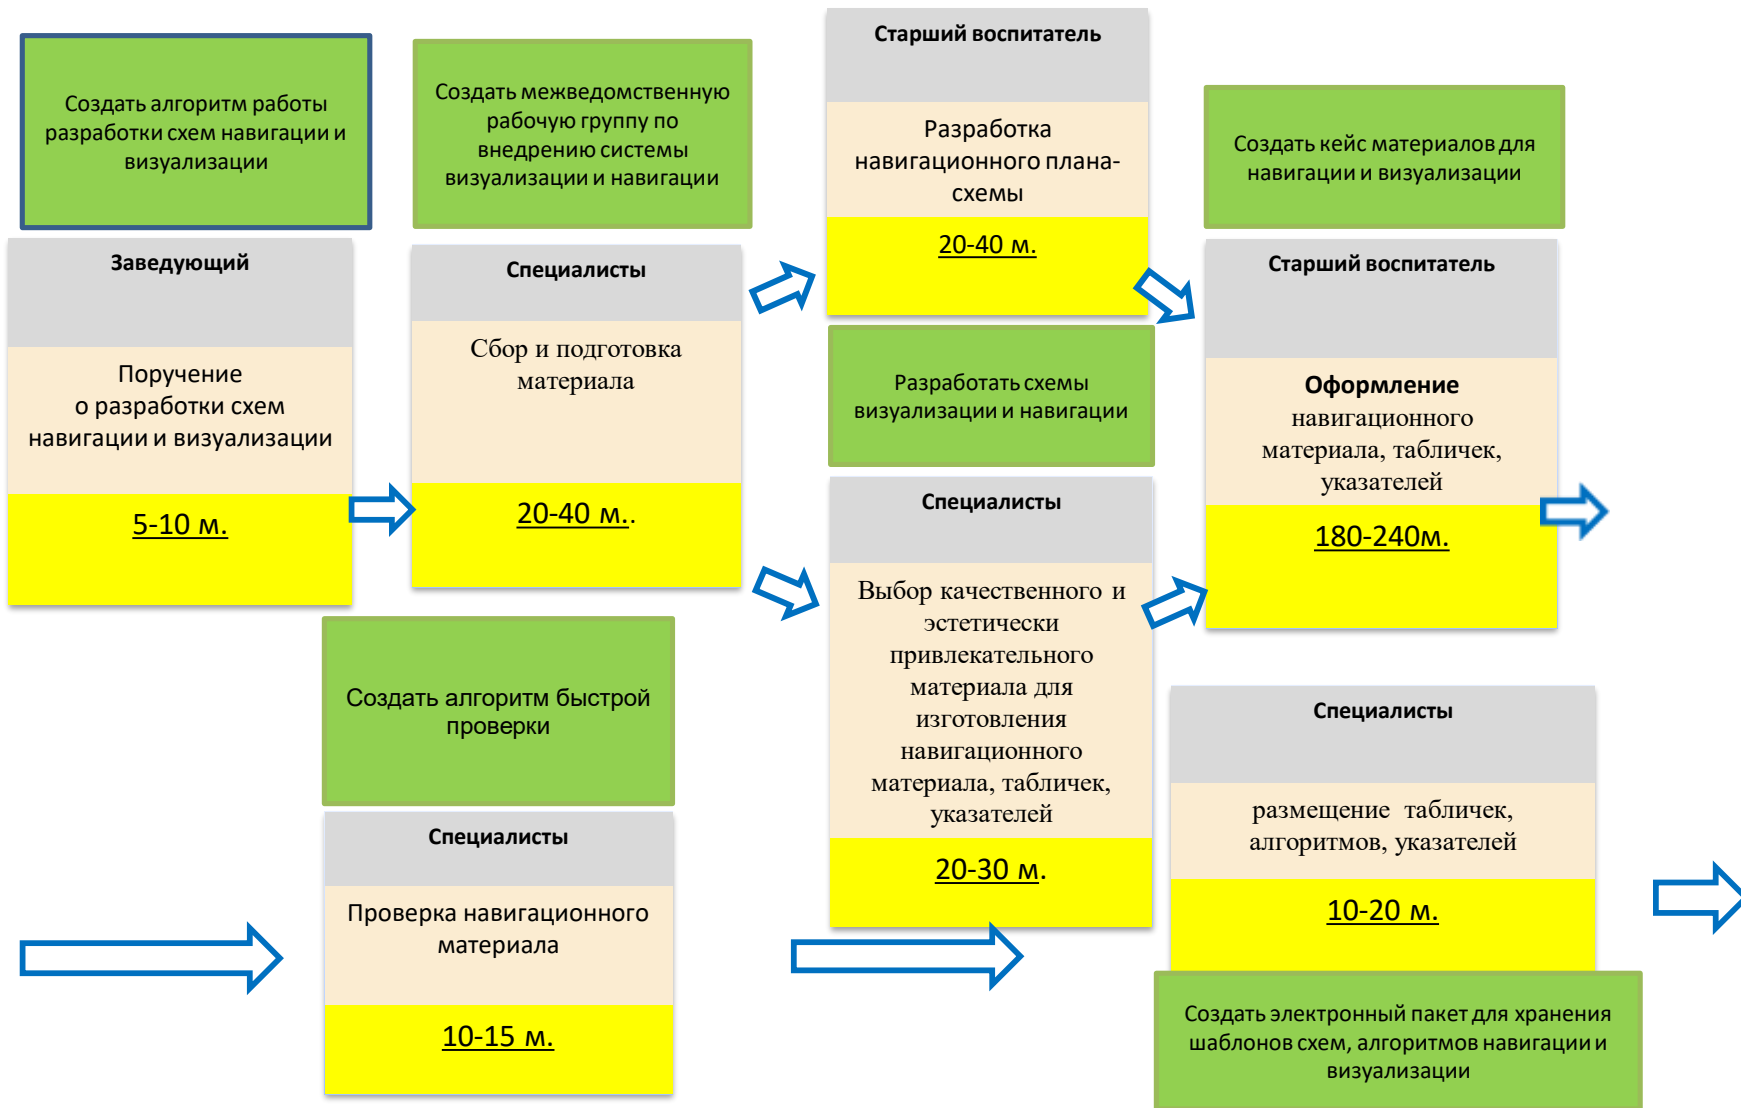 Создать алгоритм работы
разработки схем навигации и
визуализации
Заведующий
Поручение
о разработки схем
навигации и визуализации
5-10 м.
Создать межведомственную
рабочую группу по
внедрению системы
визуализации и навигации
Специалисты
Сбор и подготовка
материала
20-40 м..
Старший воспитатель
Разработка
навигационного плана-
схемы
20-40 м.
Разработать схемы
визуализации и навигации
Специалисты
Выбор качественного и
эстетически
привлекательного
материала для
изготовления
навигационного
материала, табличек,
указателей
20-30 м.
Создать кейс материалов для
навигации и визуализации
Старший воспитатель
Оформление
навигационного
материала, табличек,
указателей
180-240м.
Создать алгоритм быстрой
проверки
Специалисты
Проверка навигационного
материала
10-15 м.
Специалисты
размещение табличек,
алгоритмов, указателей
10-20 м.
Создать электронный пакет для хранения
шаблонов схем, алгоритмов навигации и
визуализации